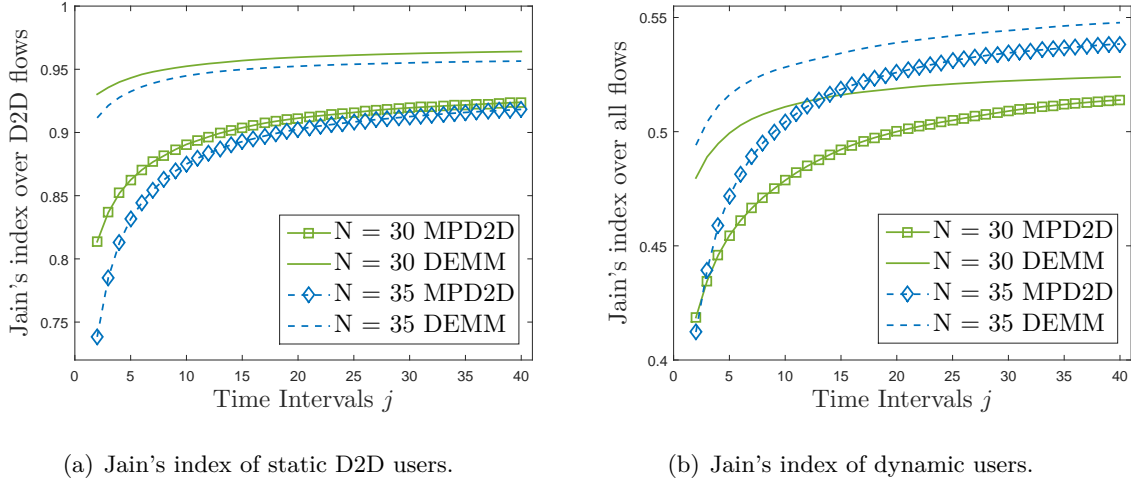 1
0.95
0.9
0.85
0.8
0.75
0 5 10 15 20 25 30 35 40
Jain's index over D2D flows
Time Intervals j
N = 30 MPD2D
N = 30 DEMM
N = 35 MPD2D
N = 35 DEMM
(a) Jain's index of static D2D users.
0.55
0.5
0.45
0.4
0 5 10 15 20 25 30 35 40
Jain's index over all flows
Time Intervals j
N = 30 MPD2D
N = 30 DEMM
N = 35 MPD2D
N = 35 DEMM
(b) Jain's index of dynamic users.